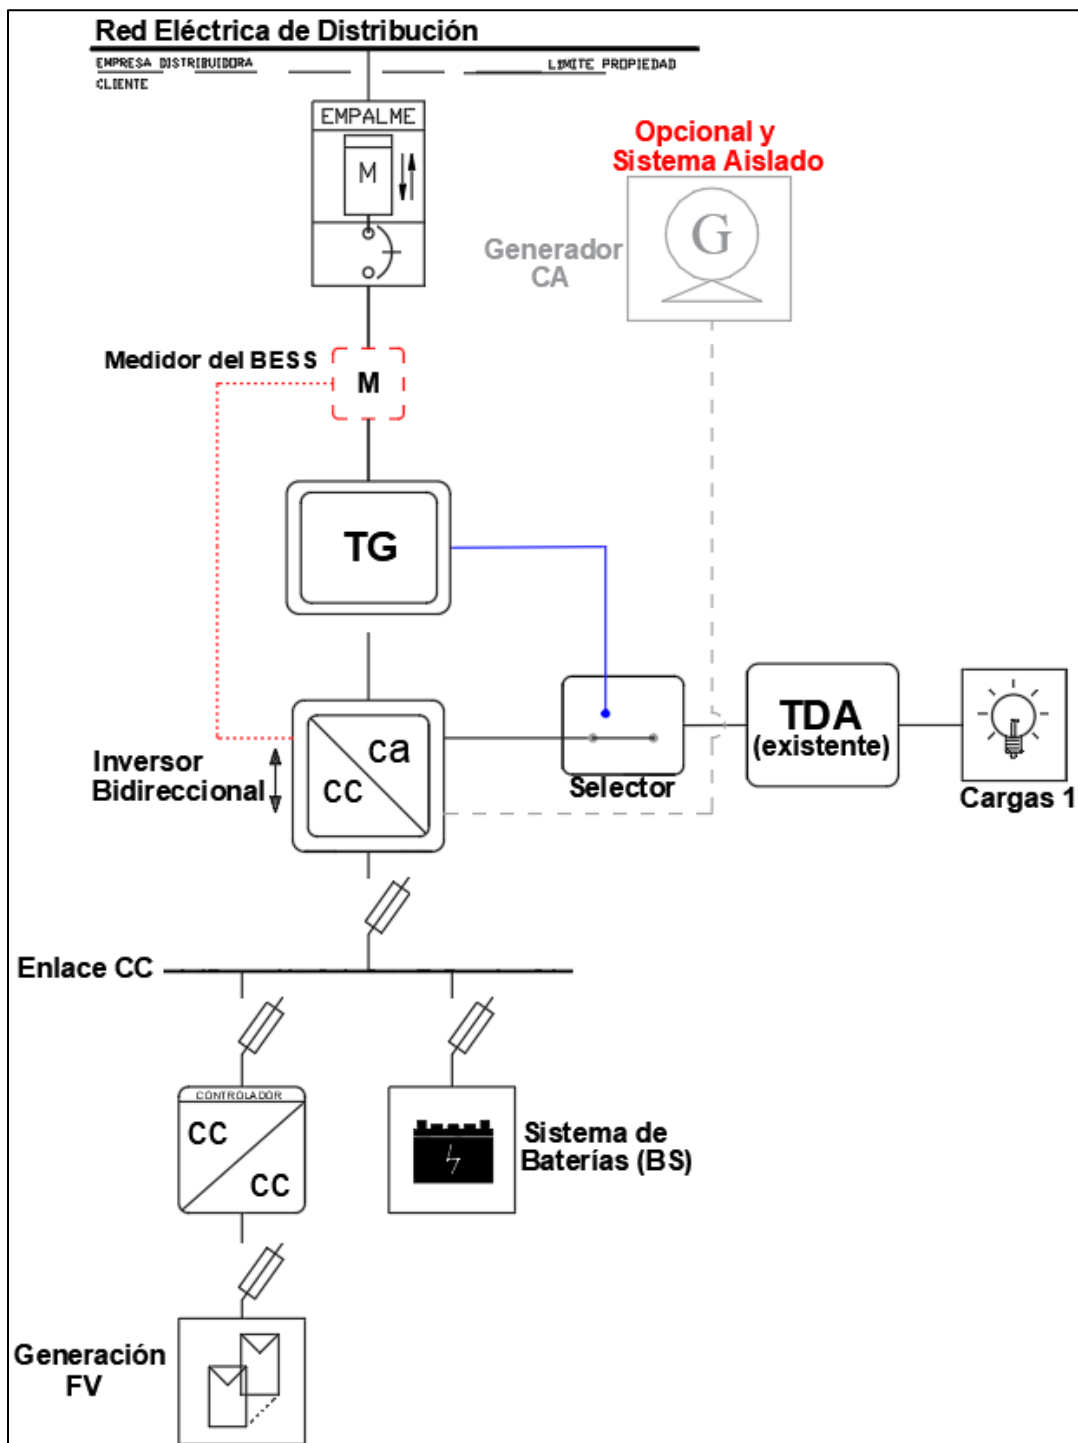 Red Eléctrica de Distribución
EMPRESA DISTRIBUIDORA
LIMITE PROPIEDAD
CLIENTE
EMPALME
M
Opcional y
Sistema Aislado
G
Generador
CA
Medidor del BESS
M
TG
Inversor
Bidireccional
ca
CC
Selector
TDA
(existente)
Cargas 1
Enlace CC
CONTROLADOR
CC
CC
Sistema de
Baterías (BS)
Generación
FV